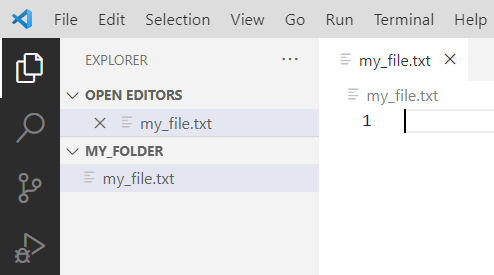 File Edit Selection View Go Run Terminal Help
EXPLORER ...
my_file.txt
OPEN EDITORS
my_file.txt
my_file.txt
1
MY_FOLDER
my_file.txt